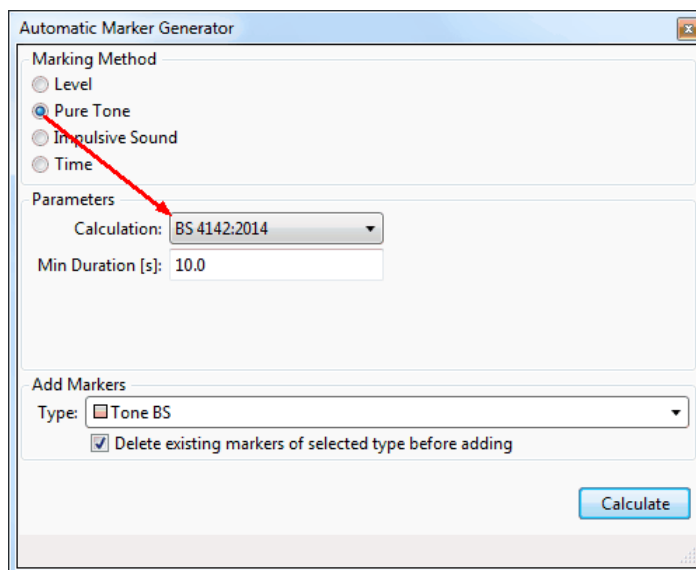 Automatic Marker Generator
Marking Method
Level
Pure Tone
Impulsive Sound
Time
Parameters
Calculation: BS 4142:2014
Min Duration [s]: 10.0
Add Markers
Type: Tone BS
Delete existing markers of selected type before adding
Calculate